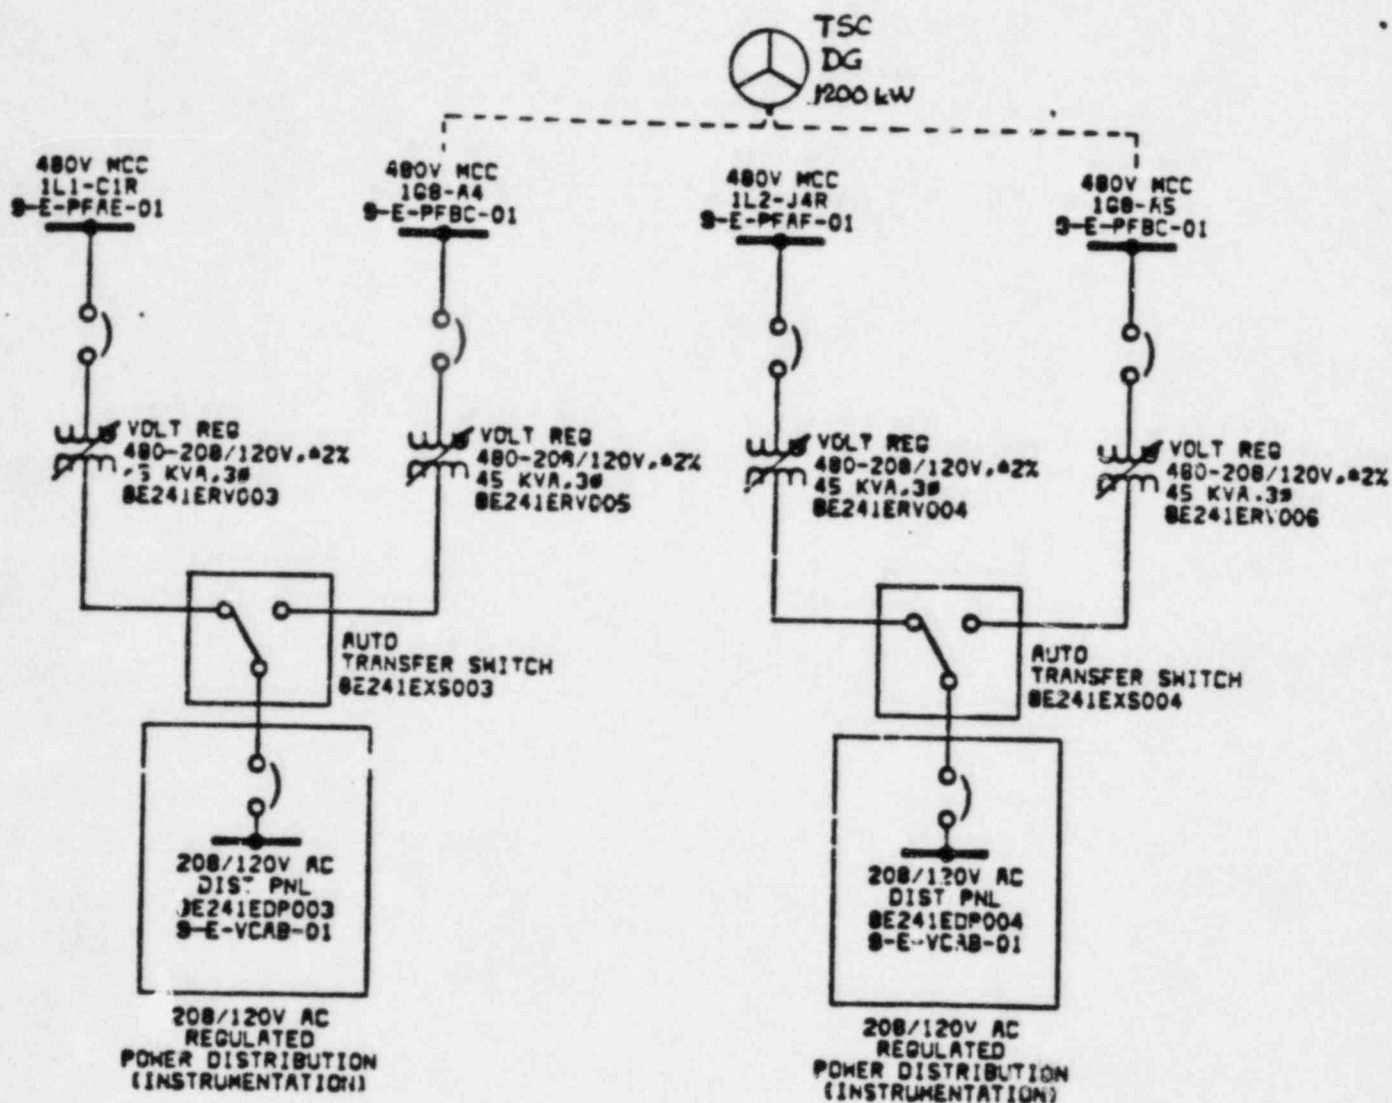 TSC
DG
1200 kW
480V MCC
1L1-C1R
9-E-PFAE-01
480V MCC
1G8-A4
9-E-PFBC-01
480V MCC
1L2-J4R
9-E-PFAF-01
480V MCC
1G8-A5
9-E-PFBC-01
VOLT REG
480-208/120V,±2%
KVA,3Ø
8E241ERV003
VOLT REG
480-208/120V,±2%
45 KVA,3Ø
8E241ERV005
VOLT REG
480-208/120V,±2%
45 KVA,3Ø
8E241ERV004
VOLT REG
480-208/120V,±2%
45 KVA,3Ø
8E241ERV006
AUTO
TRANSFER SWITCH
8E241EXS003
AUTO
TRANSFER SWITCH
8E241EXS004
208/120V AC
DIST PNL
8E241EDP003
9-E-VCAB-01
208/120V AC
DIST PNL
8E241EDP004
9-E-VCAB-01
208/120V AC
REGULATED
POWER DISTRIBUTION
(INSTRUMENTATION)
208/120V AC
REGULATED
POWER DISTRIBUTION
(INSTRUMENTATION)